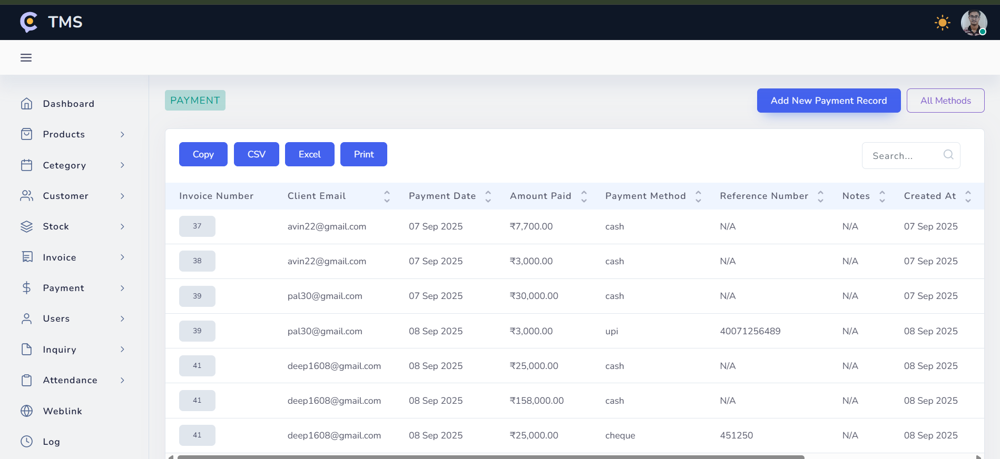 TMS
Dashboard
Products
Cetegory
Customer
Stock
Invoice
Payment
Users
Inquiry
Attendance
Weblink
Log
PAYMENT
Add New Payment Record All Methods
Copy CSV Excel Print Search...
Invoice Number Client Email Payment Date Amount Paid Payment Method Reference Number Notes Created At
37 avin22@gmail.com 07 Sep 2025 ₹7,700.00 cash N/A N/A 07 Sep 2025
38 avin22@gmail.com 07 Sep 2025 ₹3,000.00 cash N/A N/A 07 Sep 2025
39 pal30@gmail.com 07 Sep 2025 ₹30,000.00 cash N/A N/A 07 Sep 2025
39 pal30@gmail.com 08 Sep 2025 ₹3,000.00 upi 40071256489 N/A 08 Sep 2025
41 deep1608@gmail.com 08 Sep 2025 ₹25,000.00 cash N/A N/A 08 Sep 2025
41 deep1608@gmail.com 08 Sep 2025 ₹158,000.00 cash N/A N/A 08 Sep 2025
41 deep1608@gmail.com 08 Sep 2025 ₹25,000.00 cheque 451250 N/A 08 Sep 2025